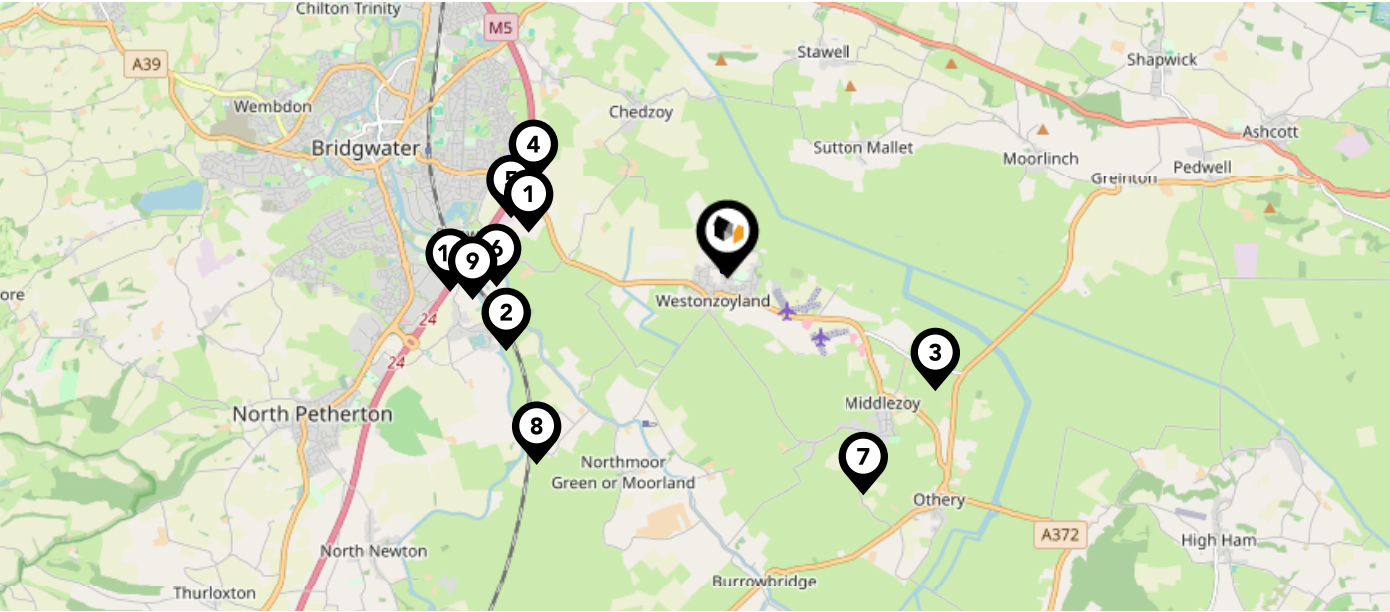 Chilton Trinity
M5
Stawell
Shapwick
A39
Wembdon
Chedzoy
Ashcott
Bridgwater
4
Sutton Mallet
Moorlinch
Pedwell
Greinton
5
1
6
9
Westonzoyland
ore
2
24
3
24
Middlezoy
North Petherton
8
7
Northmoor
Green or Moorland
Othery
A372
High Ham
North Newton
Burrowbridge
Thurloxton